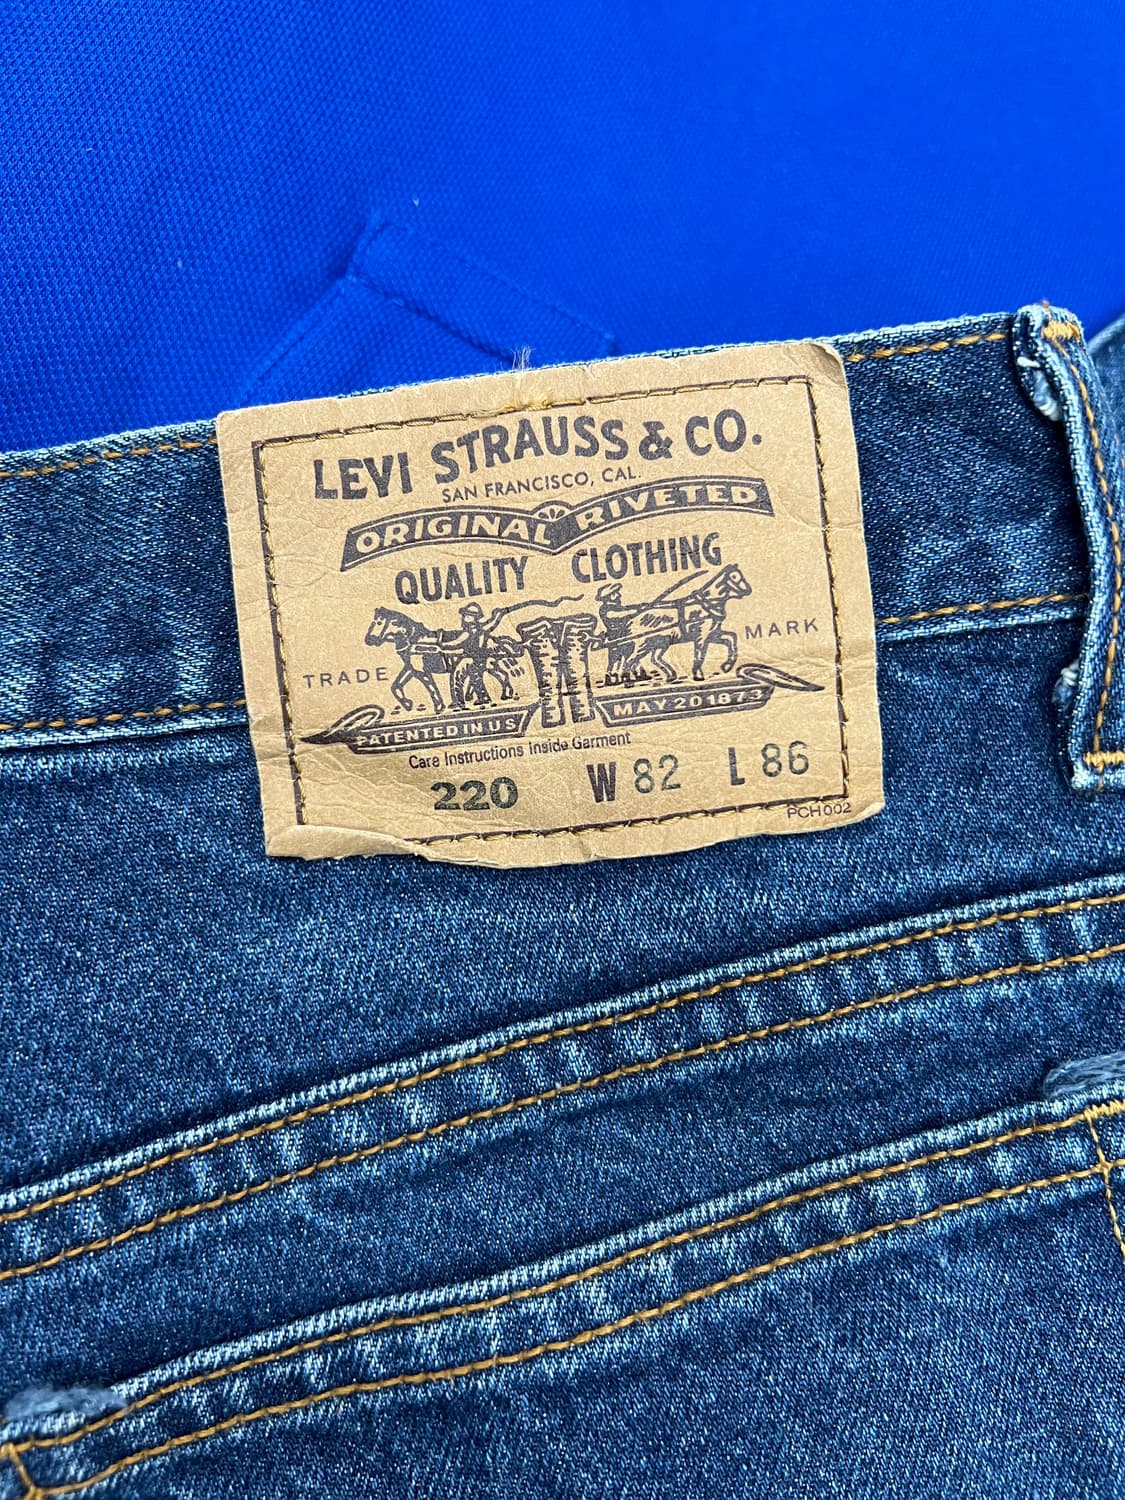 LEVI STRAUSS & CO.
SAN FRANCISCO, CAL.
ORIGINAL RIVETED
QUALITY CLOTHING
TRADE MARK
PATENTED IN U S MAY 20 1873
Care Instructions Inside Garment
220 W 82 L 86
PCH002